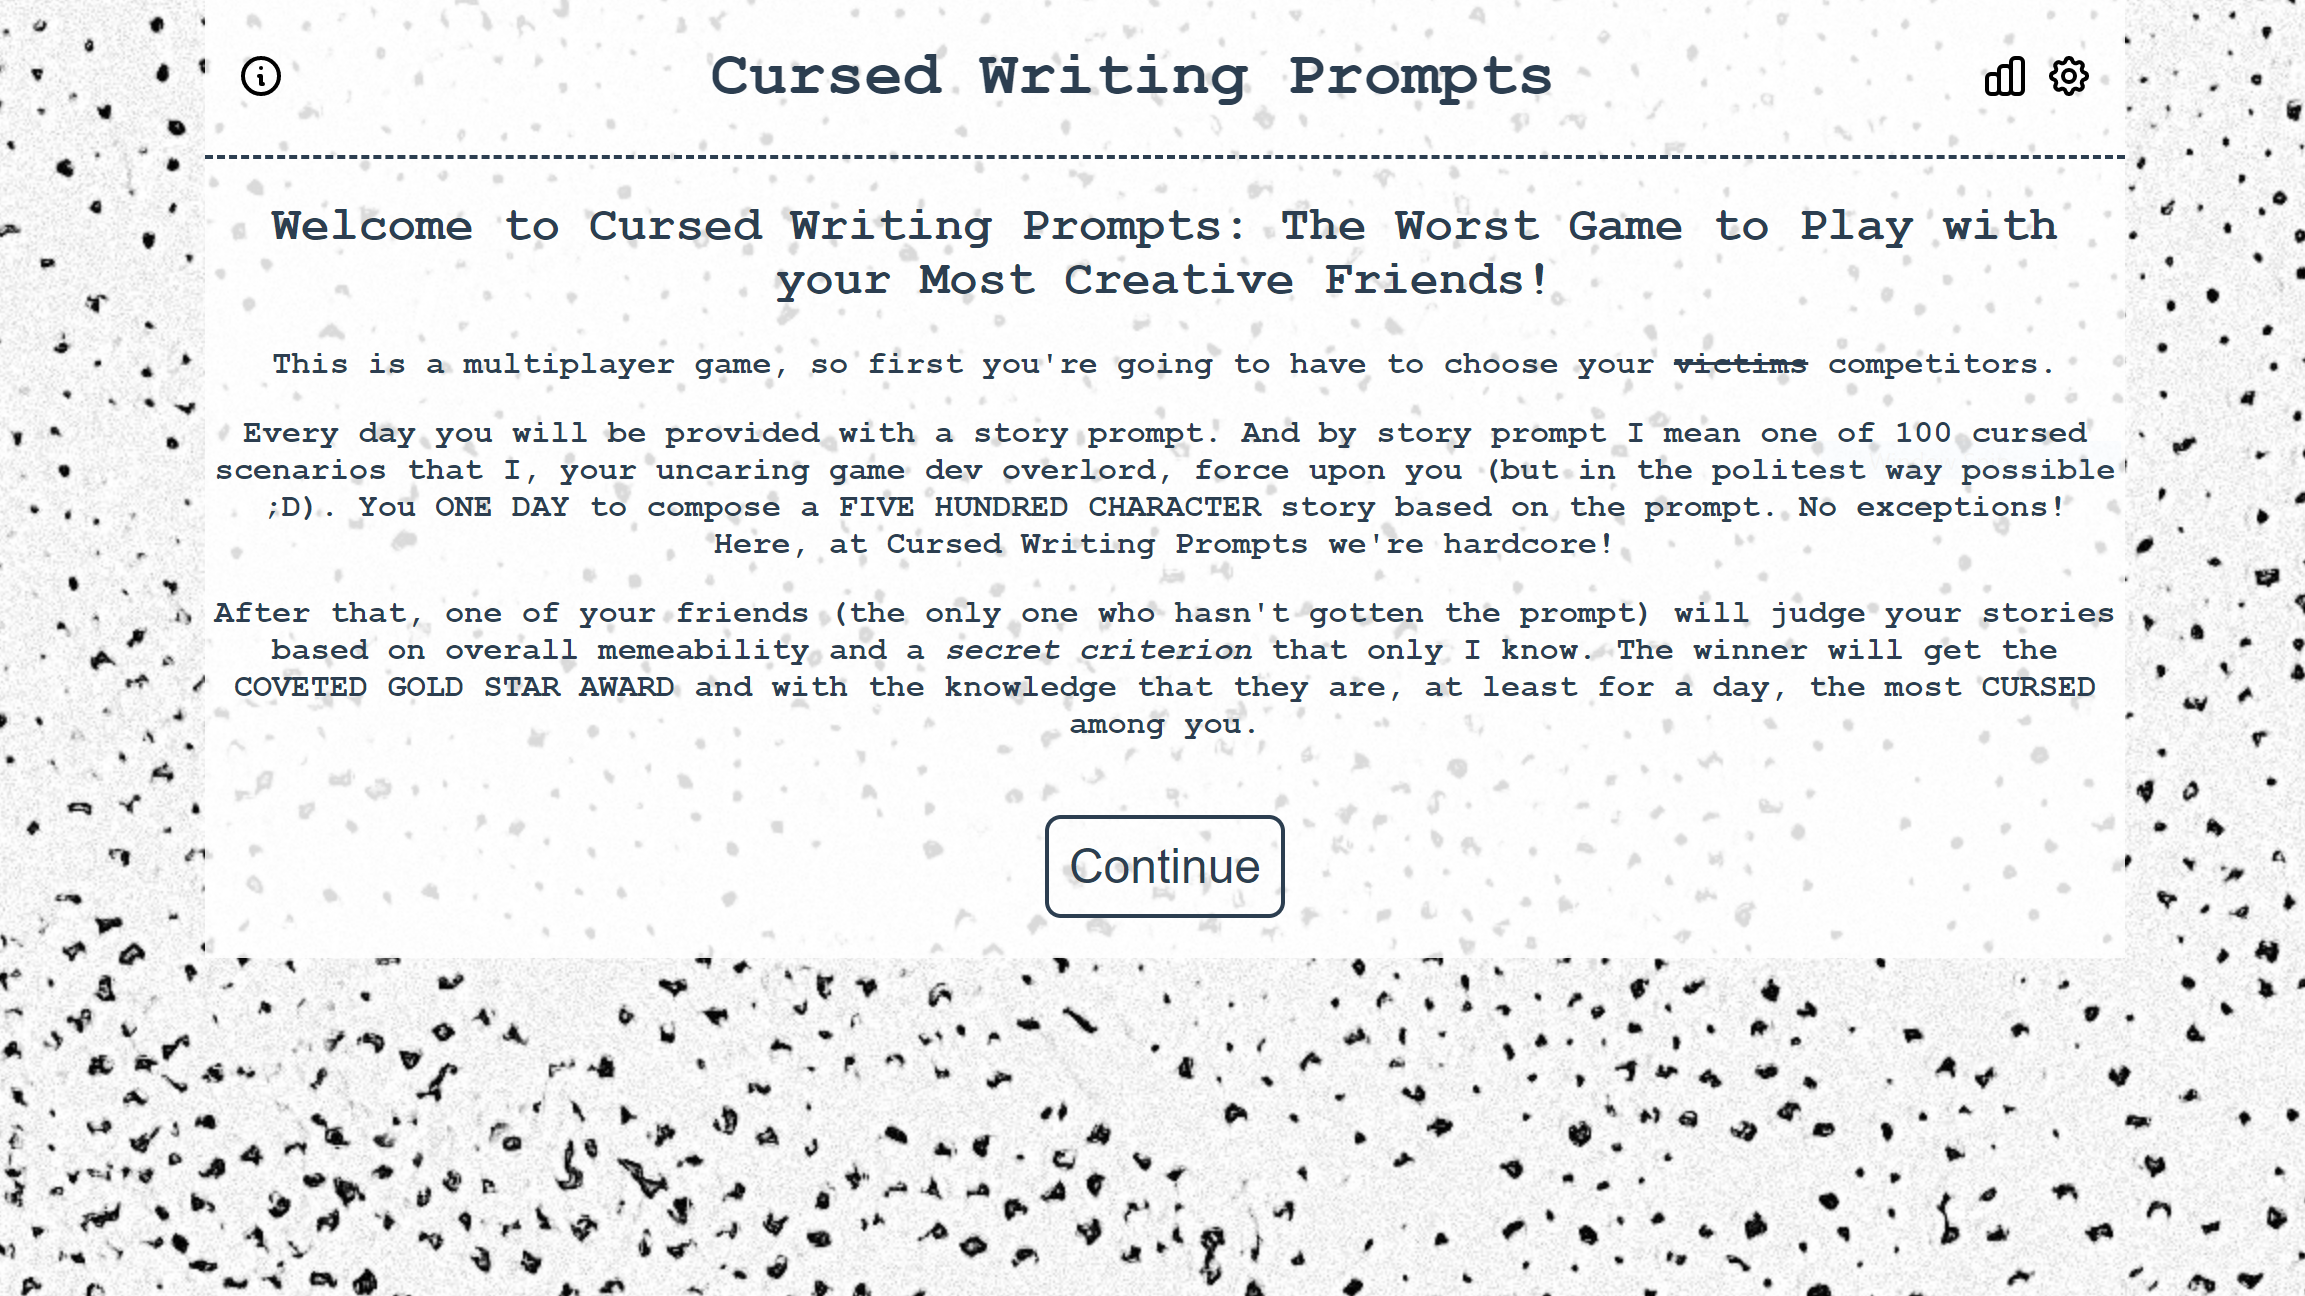 Cursed Writing Prompts
Welcome to Cursed Writing Prompts: The Worst Game to Play with
your Most Creative Friends!
This is a multiplayer game, so first you're going to have to choose your victims competitors.
Every day you will be provided with a story prompt. And by story prompt I mean one of 100 cursed
scenarios that I, your uncaring game dev overlord, force upon you (but in the politest way possible
;D). You ONE DAY to compose a FIVE HUNDRED CHARACTER story based on the prompt. No exceptions!
Here, at Cursed Writing Prompts we're hardcore!
After that, one of your friends (the only one who hasn't gotten the prompt) will judge your stories
based on overall memeability and a secret criterion that only I know. The winner will get the
COVETED GOLD STAR AWARD and with the knowledge that they are, at least for a day, the most CURSED
among you.
Continue